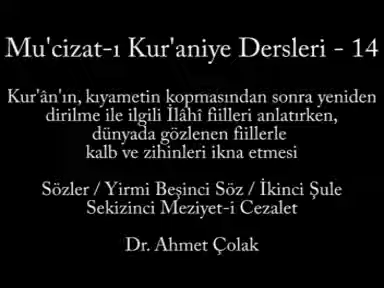 Mu'cizat-ı Kur'aniye Dersleri - 14
Kur'ân'ın, kıyametin kopmasından sonra yeniden
dirilme ile ilgili İlâhî fiilleri anlatırken,
dünyada gözlenen fiillerle
kalb ve zihinleri ikna etmesi
Sözler / Yirmi Beşinci Söz / İkinci Şule
Sekizinci Meziyet-i Cezalet
Dr. Ahmet Çolak